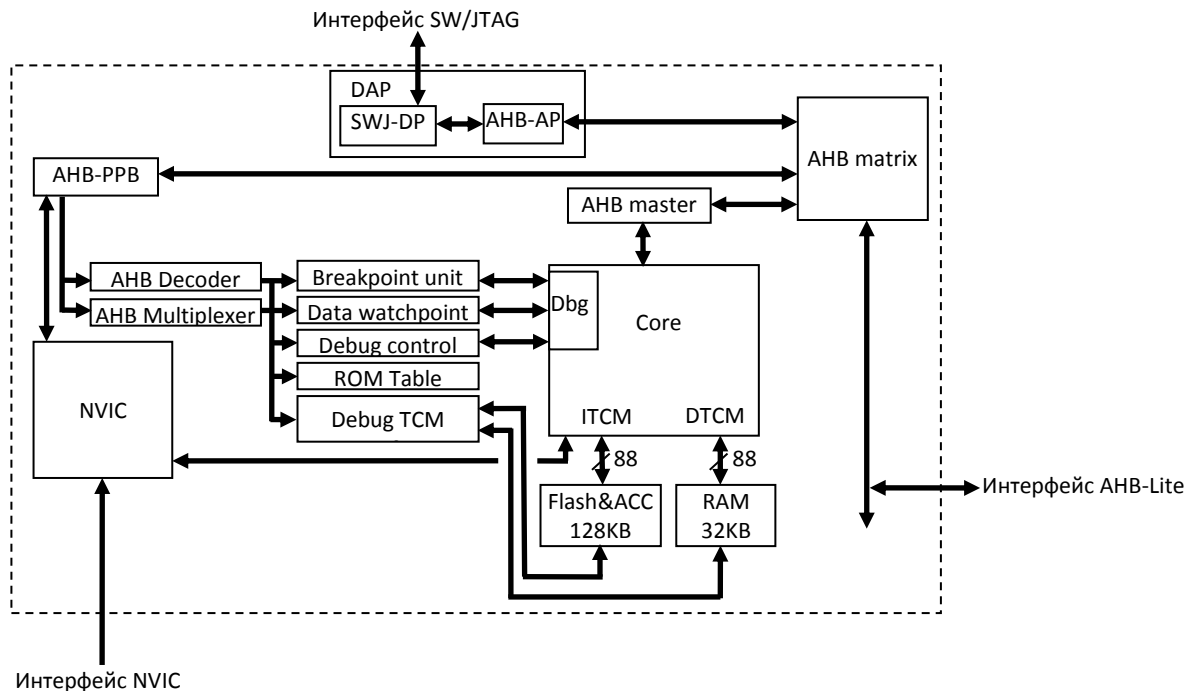 Интерфейс SW/JTAG
DAP
SWJ-DP
AHB-AP
AHB matrix
AHB-PPB
AHB master
AHB Decoder
AHB Multiplexer
Breakpoint unit
Data watchpoint
Debug control
ROM Table
Debug TCM
Dbg
Core
ITCM
DTCM
NVIC
88
88
Flash&ACC
128KB
RAM
32KB
Интерфейс AHB-Lite
Интерфейс NVIC